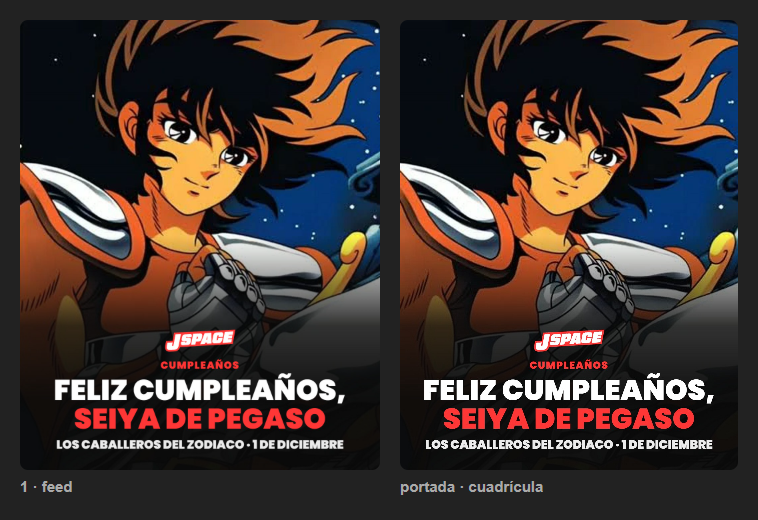 JSPACE
CUMPLEAÑOS
FELIZ CUMPLEAÑOS,
SEIYA DE PEGASO
LOS CABALLEROS DEL ZODIACO · 1 DE DICIEMBRE
1 · feed
JSPACE
CUMPLEAÑOS
FELIZ CUMPLEAÑOS,
SEIYA DE PEGASO
LOS CABALLEROS DEL ZODIACO · 1 DE DICIEMBRE
portada · cuadrícula